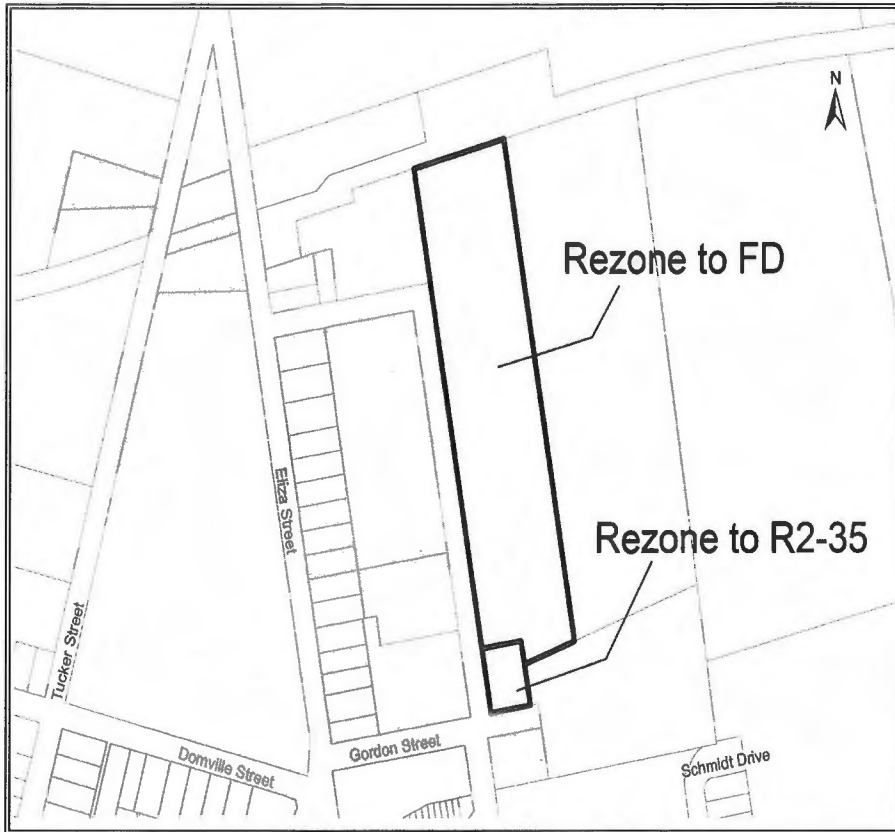 N
Rezone to FD
Rezone to R2-35
Eliza Street
Tucker Street
Domville Street
Gordon Street
Schmidt Drive